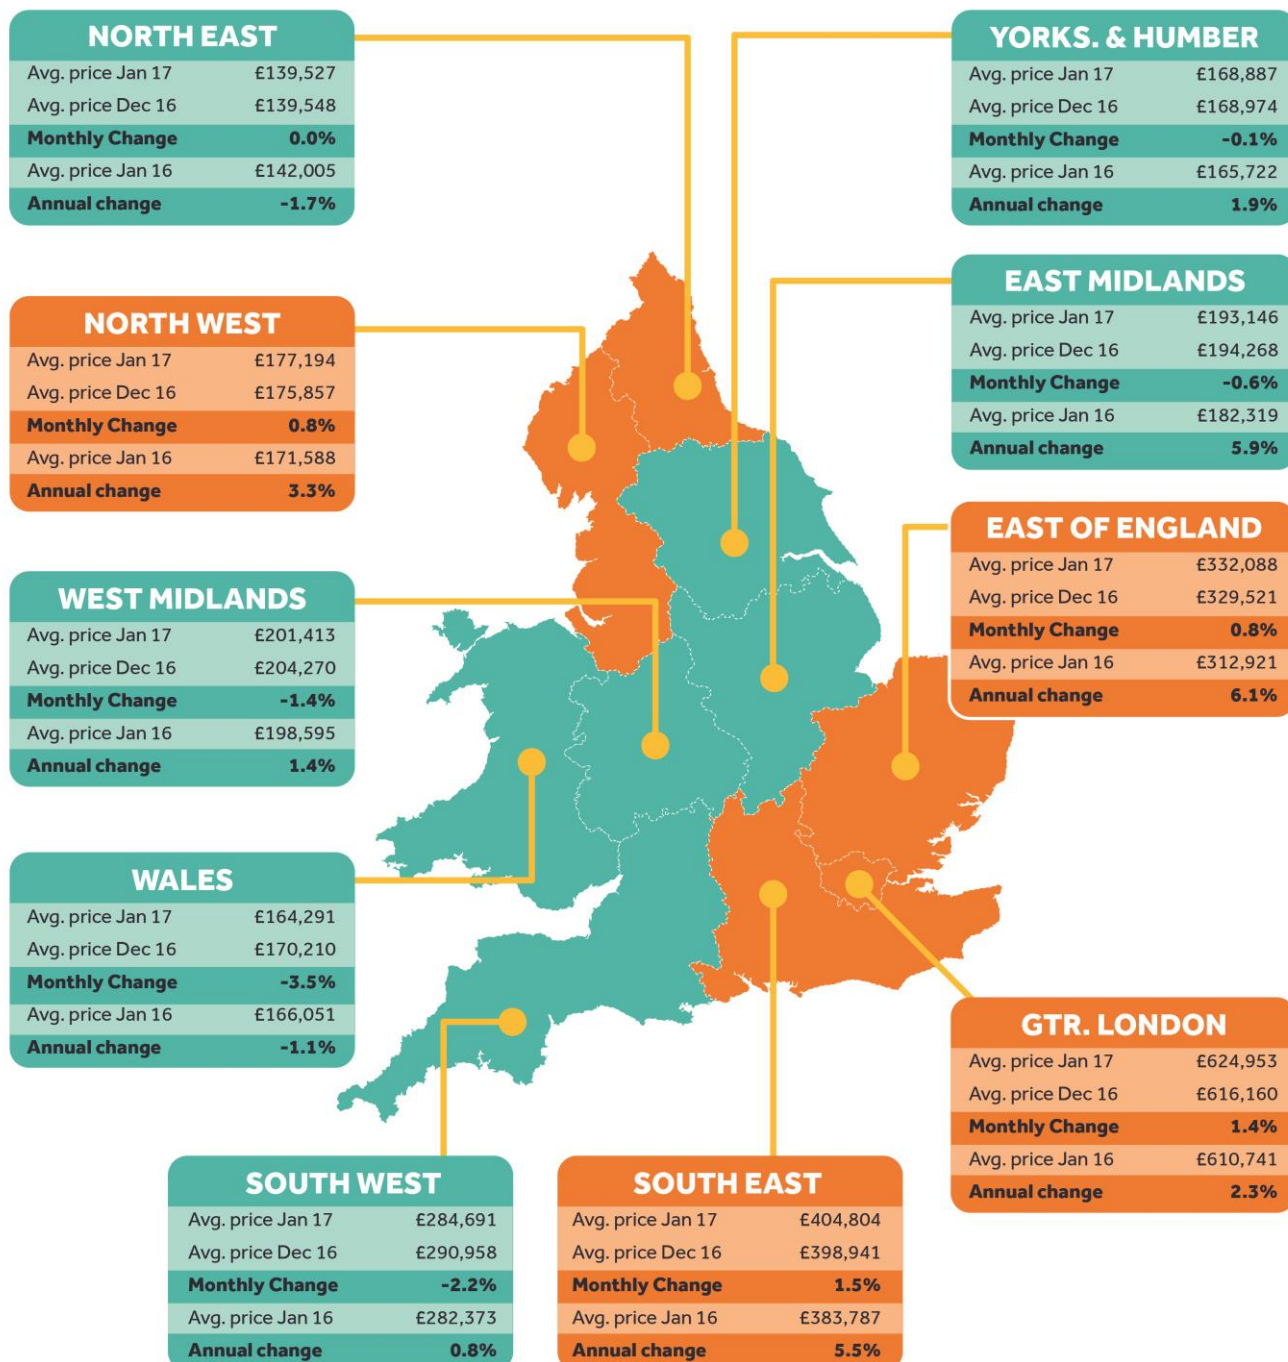 NORTH EAST
Avg. price Jan 17 £139,527
Avg. price Dec 16 £139,548
Monthly Change 0.0%
Avg. price Jan 16 £142,005
Annual change -1.7%
YORKS. & HUMBER
Avg. price Jan 17 £168,887
Avg. price Dec 16 £168,974
Monthly Change -0.1%
Avg. price Jan 16 £165,722
Annual change 1.9%
NORTH WEST
Avg. price Jan 17 £177,194
Avg. price Dec 16 £175,857
Monthly Change 0.8%
Avg. price Jan 16 £171,588
Annual change 3.3%
EAST MIDLANDS
Avg. price Jan 17 £193,146
Avg. price Dec 16 £194,268
Monthly Change -0.6%
Avg. price Jan 16 £182,319
Annual change 5.9%
EAST OF ENGLAND
Avg. price Jan 17 £332,088
Avg. price Dec 16 £329,521
Monthly Change 0.8%
Avg. price Jan 16 £312,921
Annual change 6.1%
WEST MIDLANDS
Avg. price Jan 17 £201,413
Avg. price Dec 16 £204,270
Monthly Change -1.4%
Avg. price Jan 16 £198,595
Annual change 1.4%
WALES
Avg. price Jan 17 £164,291
Avg. price Dec 16 £170,210
Monthly Change -3.5%
Avg. price Jan 16 £166,051
Annual change -1.1%
GTR. LONDON
Avg. price Jan 17 £624,953
Avg. price Dec 16 £616,160
Monthly Change 1.4%
Avg. price Jan 16 £610,741
Annual change 2.3%
SOUTH WEST
Avg. price Jan 17 £284,691
Avg. price Dec 16 £290,958
Monthly Change -2.2%
Avg. price Jan 16 £282,373
Annual change 0.8%
SOUTH EAST
Avg. price Jan 17 £404,804
Avg. price Dec 16 £398,941
Monthly Change 1.5%
Avg. price Jan 16 £383,787
Annual change 5.5%